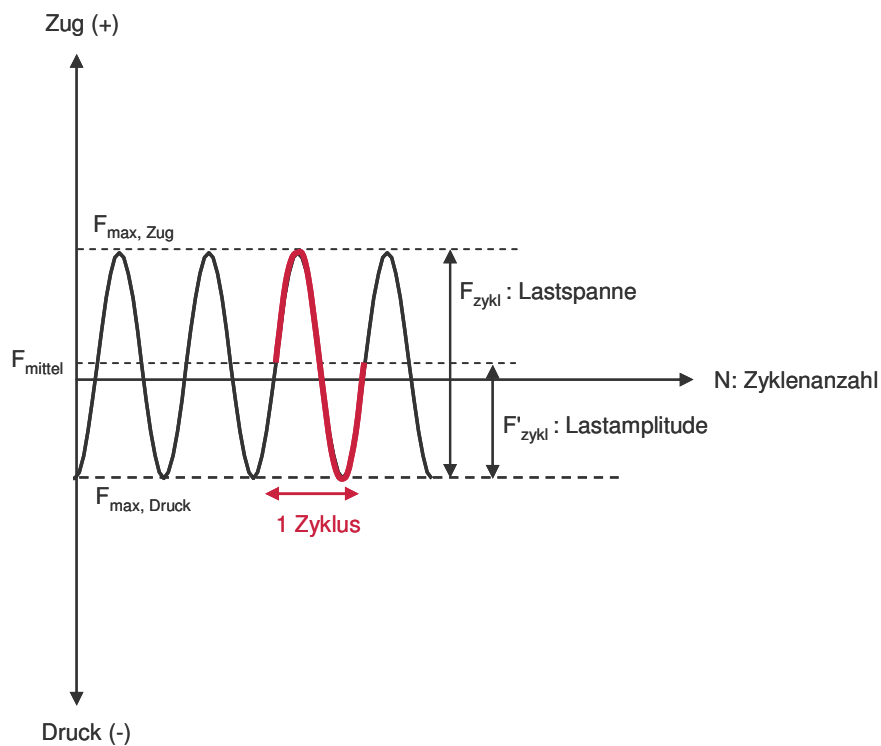 Zug (+)
Fmax, Zug
Fzykl : Lastspanne
Fmittel
N: Zyklenanzahl
F'zykl : Lastamplitude
Fmax, Druck
1 Zyklus
Druck (-)